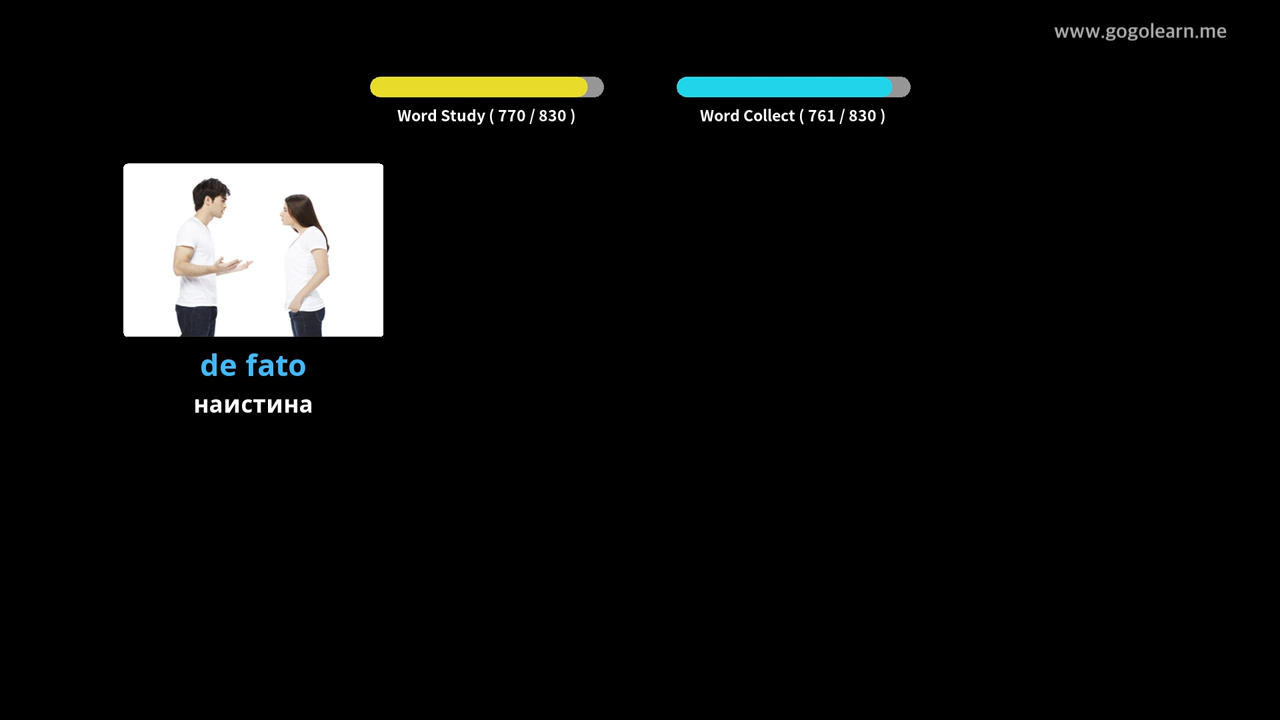 www.gogolearn.me
Word Study ( 770 / 830 )
Word Collect ( 761 / 830 )
de fato
наистина